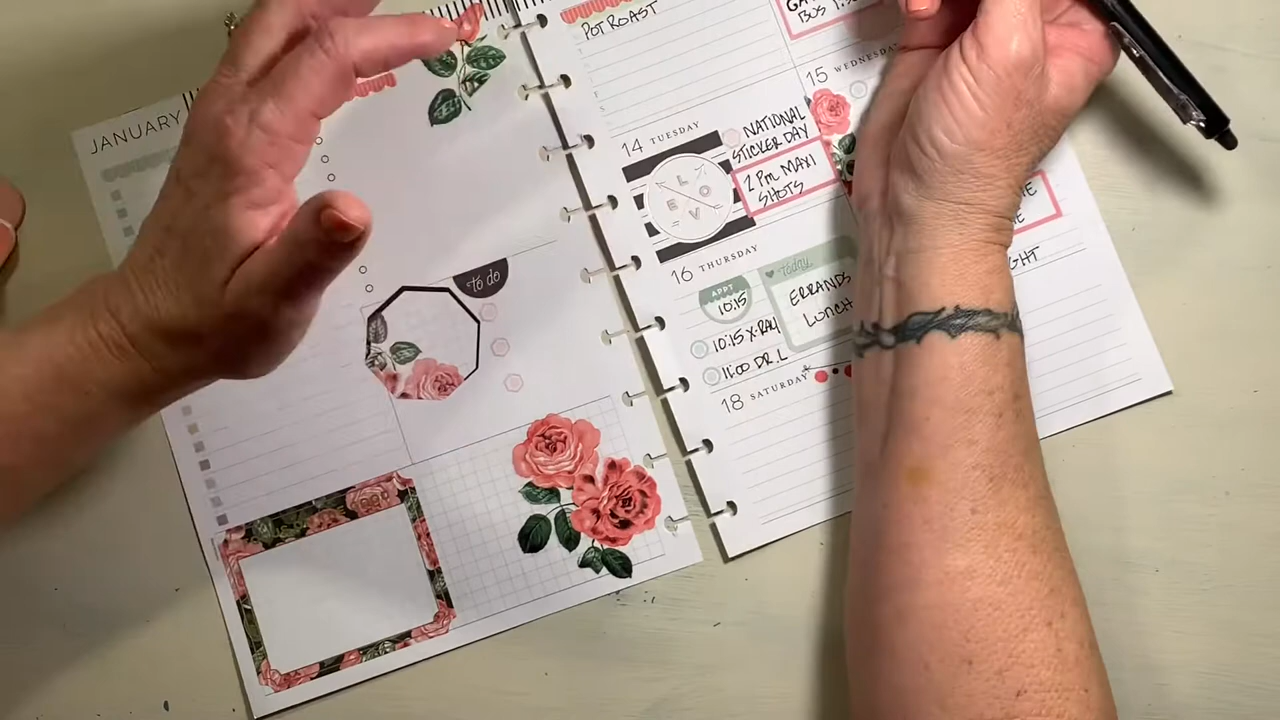 JANUARY
to do
POT ROAST
15 WEDNESDAY
14 TUESDAY
NATIONAL
STICKER DAY
2 PM MAXI
SHOTS
L O
E V
16 THURSDAY
APPT
10:15
Today
ERRANDS
LUNCH
10:15 X-RAY
11:00 DR. L
18 SATURDAY